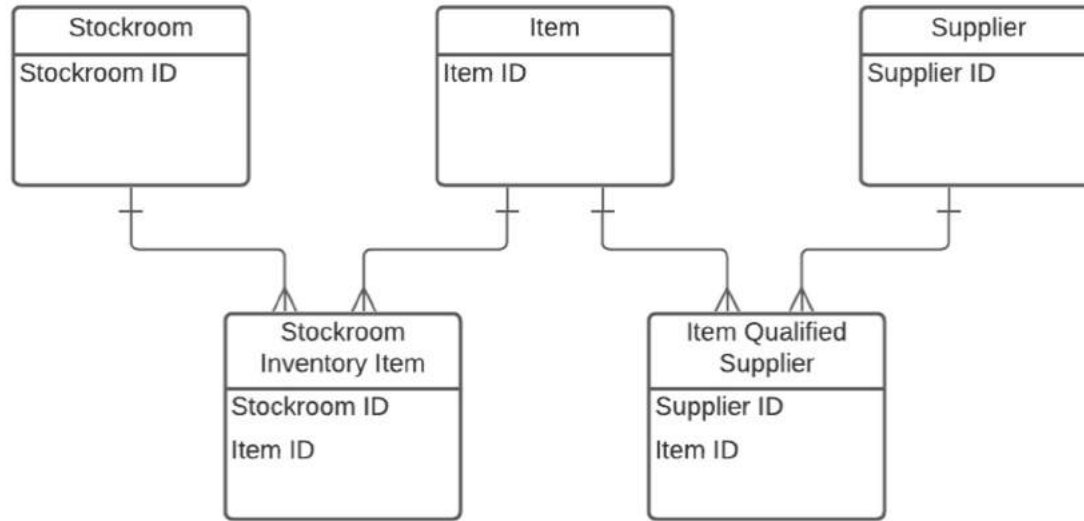 Stockroom
Stockroom ID
Item
Item ID
Supplier
Supplier ID
Stockroom
Inventory Item
Stockroom ID
Item ID
Item Qualified
Supplier
Supplier ID
Item ID